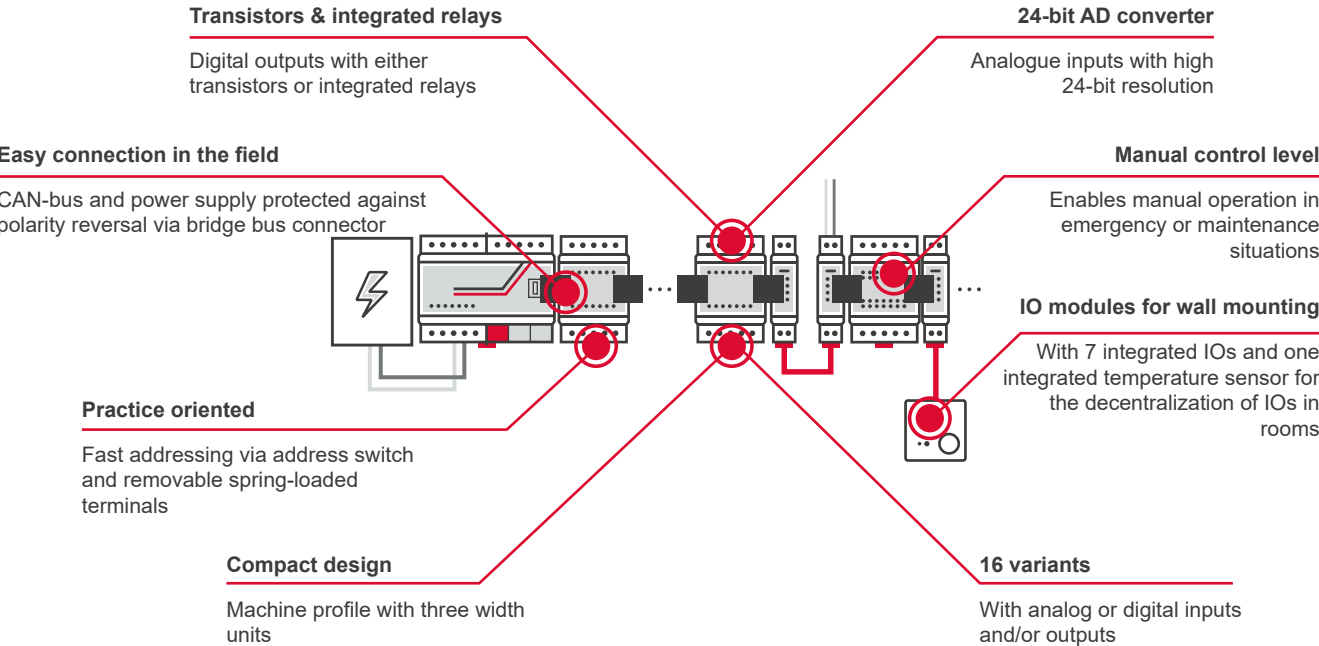 Transistors & integrated relays
Digital outputs with either
transistors or integrated relays
24-bit AD converter
Analogue inputs with high
24-bit resolution
Easy connection in the field
CAN-bus and power supply protected against
polarity reversal via bridge bus connector
Manual control level
Enables manual operation in
emergency or maintenance
situations
IO modules for wall mounting
With 7 integrated IOs and one
integrated temperature sensor for
the decentralization of IOs in
rooms
Practice oriented
Fast addressing via address switch
and removable spring-loaded
terminals
Compact design
Machine profile with three width
units
16 variants
With analog or digital inputs
and/or outputs